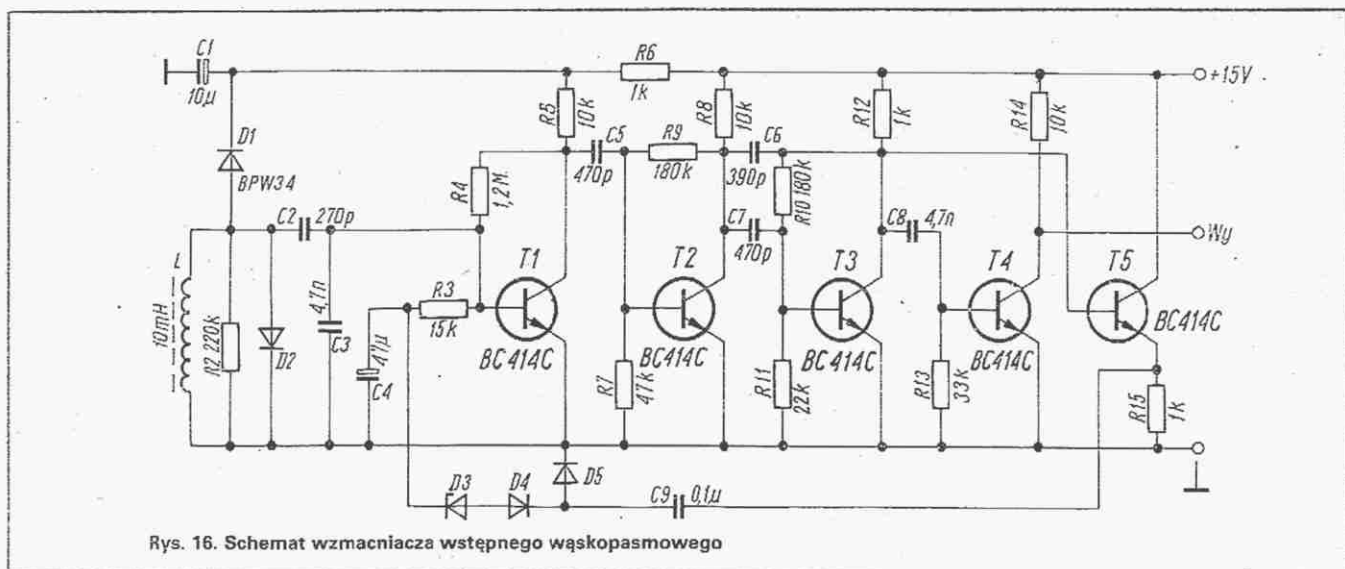 C1
10µ
R6
1k
+15V
D1
BPW34
R5
10k
R8
10k
R12
1k
R14
10k
C5
470p
R9
180k
C6
390p
R4
1,2M
R10 180k
C2
270p
C7
470p
C8
4,7n
Wy
L
10mH
R2 220k
D2
4,7n
C3
47µ
C4
R3
15k
T1
BC414C
T2
BC414C
T3
BC414C
T4
BC414C
T5
BC414C
R7
47k
R11
22k
R13
33k
R15
1k
D3
D4
D5
C9
0,1µ
Rys. 16. Schemat wzmacniacza wstępnego wąskopasmowego